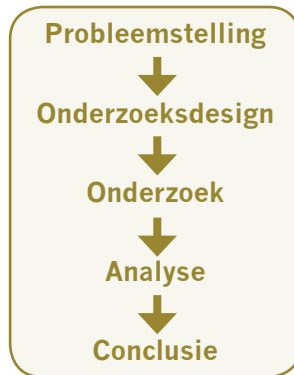 Probleemstelling
Onderzoeksdesign
Onderzoek
Analyse
Conclusie